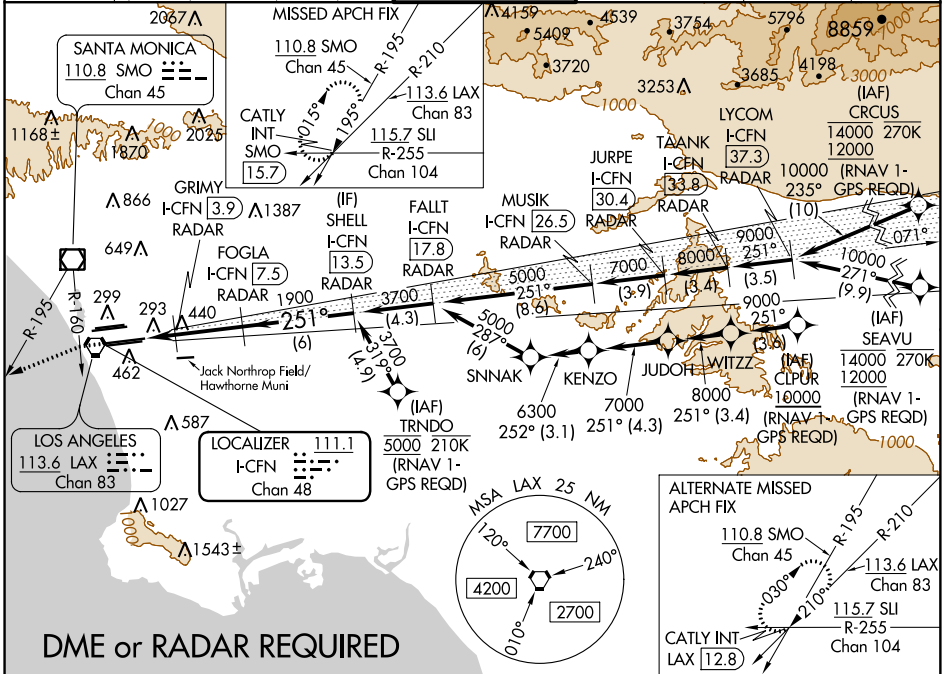 2067
SANTA MONICA
110.8 SMO
Chan 45
1168±
1870
2025
MISSED APCH FIX
110.8 SMO
Chan 45
R-195
R-210
113.6 LAX
Chan 83
015°
195°
CATLY
INT
SMO
15.7
115.7 SLI
R-255
Chan 104
4159
5409
4539
3720
3754
5796
8859
3253
3685
4198
3000
1000
1000
(IAF)
CRCUS
14000 270K
12000
(RNAV 1-
GPS REQD)
LYCOM
I-CFN
37.3
RADAR
TAANK
I-CFN
33.8
RADAR
JURPE
I-CFN
30.4
RADAR
MUSIK
I-CFN 26.5
RADAR
FALLT
I-CFN
17.8
RADAR
(IF)
SHELL
I-CFN
13.5
RADAR
FOGLA
I-CFN 7.5
RADAR
GRIMY
I-CFN 3.9
RADAR
866
1387
649
10000
235°
(10)
071°
10000
271°
(9.9)
9000
251°
(3.5)
8000
(3.4)
7000
(3.9)
5000
251°
(8.6)
3700
(4.3)
1900
251°
(6)
R-195
R-160
299
293
440
462
Jack Northrop Field/
Hawthorne Muni
3700
319°
(4.9)
5000
287°
(6)
9000
251°
(3.6)
SNNAK
KENZO
JUDOH
WITZZ
6300
252° (3.1)
7000
251° (4.3)
8000
251° (3.4)
(IAF)
CLPUR
10000
(RNAV 1-
GPS REQD)
(IAF)
SEAVU
14000 270K
12000
(RNAV 1-
GPS REQD)
1000
(IAF)
TRNDO
5000 210K
(RNAV 1-
GPS REQD)
587
LOS ANGELES
113.6 LAX
Chan 83
LOCALIZER 111.1
I-CFN
Chan 48
1027
1000
1543±
MSA LAX 25 NM
120°
7700
240°
4200
2700
010°
ALTERNATE MISSED
APCH FIX
110.8 SMO
Chan 45
R-195
R-210
113.6 LAX
Chan 83
030°
210°
115.7 SLI
R-255
Chan 104
CATLY INT
LAX 12.8
DME or RADAR REQUIRED